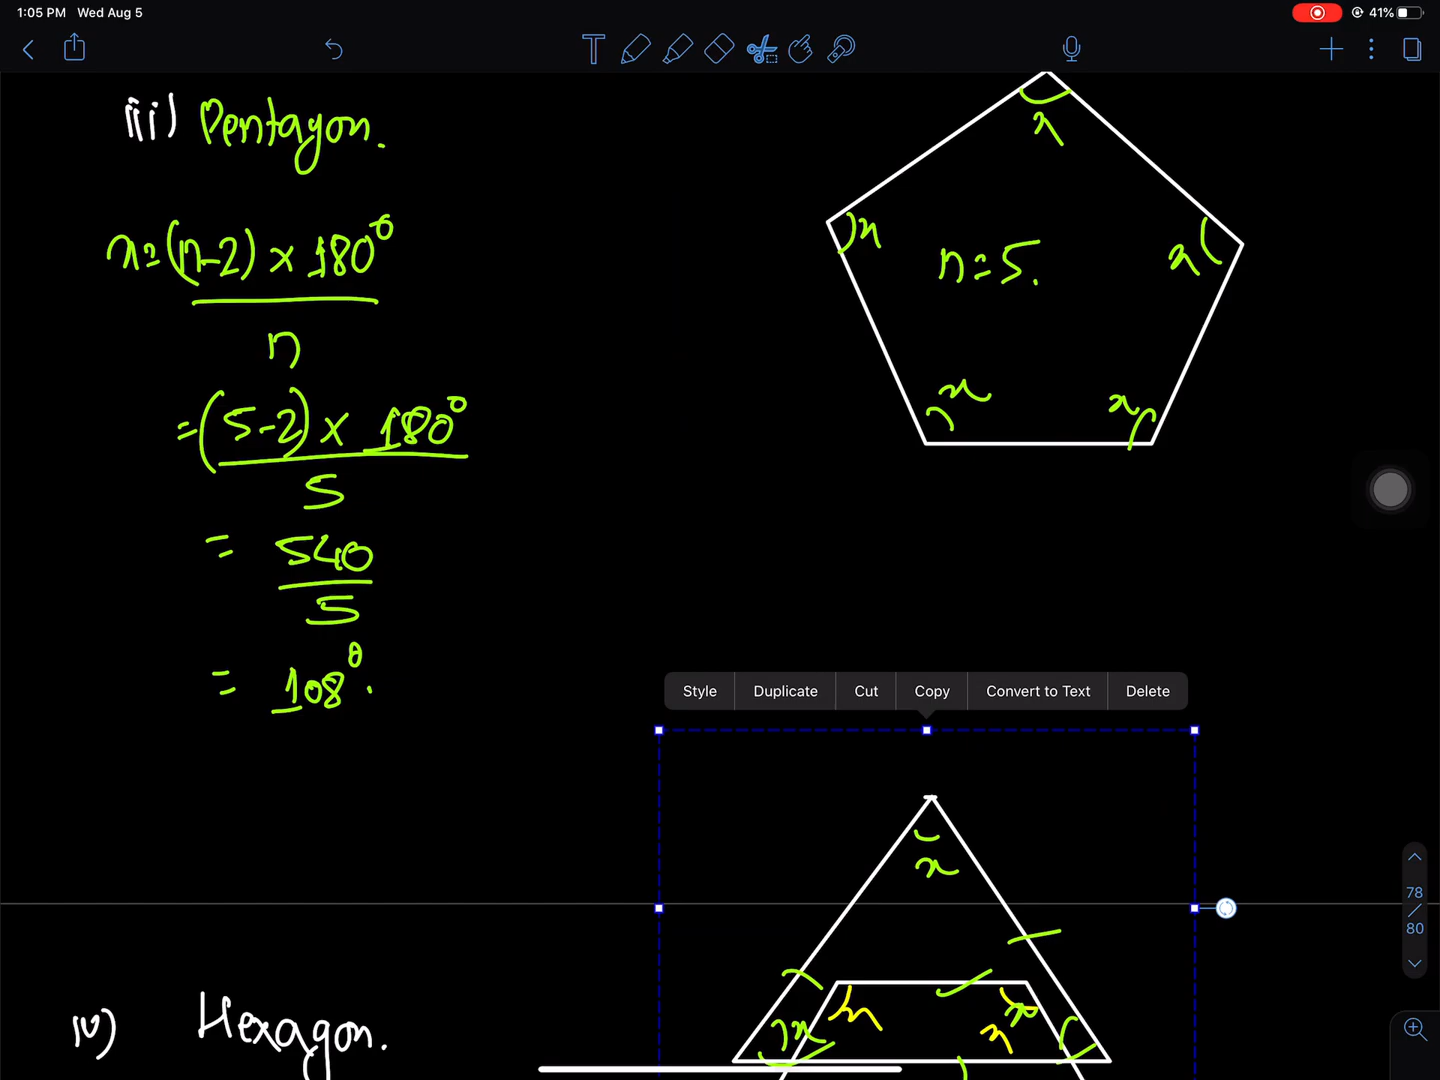 1:05 PM Wed Aug 5
41%
iii) Pentagon.
x
x
x
n=5.
x = (n-2) × 180°
n
x
x
= (5-2) × 180°
5
= 540
5
= 108°.
Style Duplicate Cut Copy Convert to Text Delete
x
78
80
x
x
x
x
iv) Hexagon.